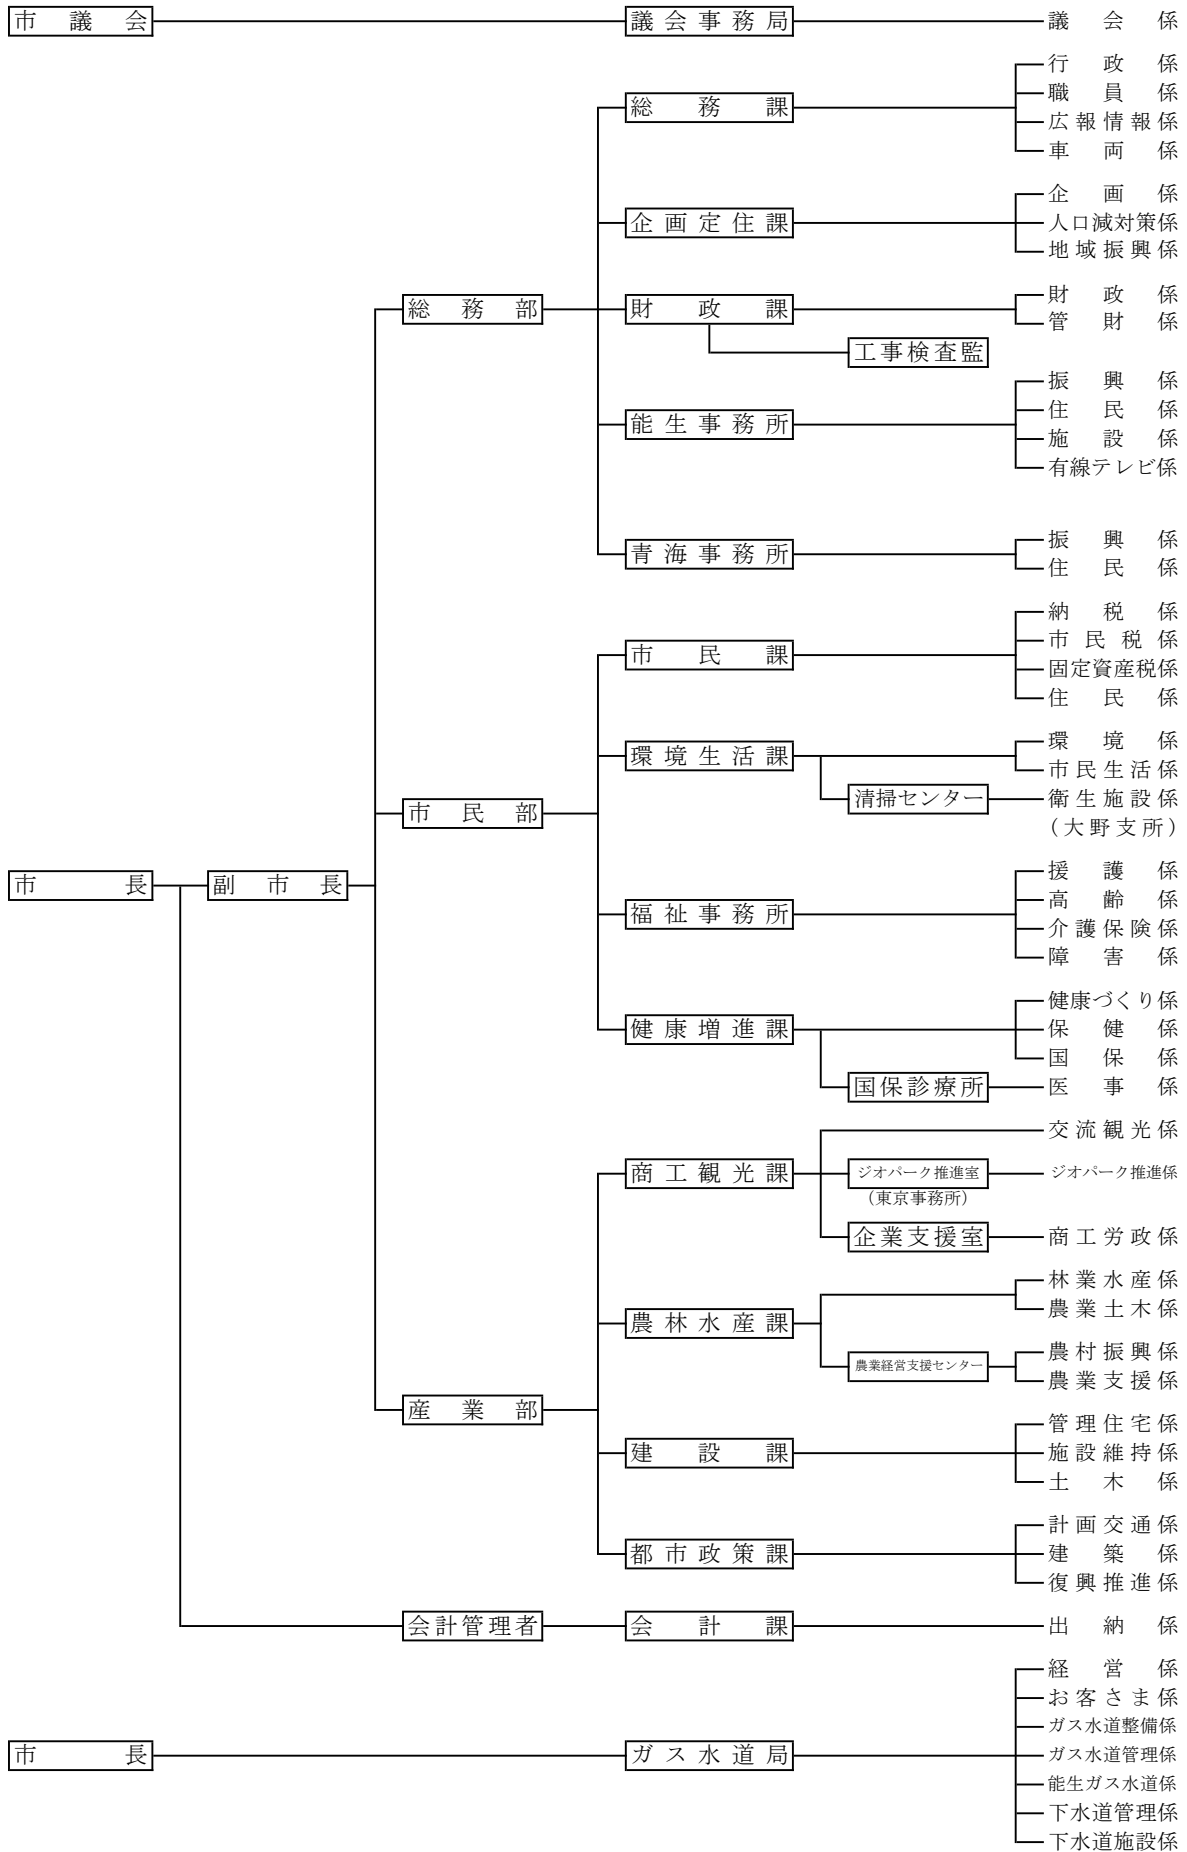 市議会 議会事務局 議会係
行政係
職員係
総務課
広報情報係
車両係
企画係
企画定住課 人口減対策係
地域振興係
財政係
総務部 財政課
管財係
工事検査監
振興係
住民係
能生事務所
施設係
有線テレビ係
振興係
青海事務所
住民係
納税係
市民税係
市民課
固定資産税係
住民係
環境係
環境生活課
市民生活係
清掃センター 衛生施設係
市民部
(大野支所)
援護係
市長 副市長
高齢係
福祉事務所
介護保険係
障害係
健康づくり係
健康増進課 保健係
国保係
国保診療所 医事係
交流観光係
商工観光課 ジオパーク推進室 ジオパーク推進係
(東京事務所)
企業支援室 商工労政係
林業水産係
農業土木係
農林水産課
農村振興係
農業経営支援センター
農業支援係
産業部
管理住宅係
建設課 施設維持係
土木係
計画交通係
都市政策課 建築係
復興推進係
会計管理者 会計課 出納係
経営係
お客さま係
ガス水道整備係
市長 ガス水道局 ガス水道管理係
能生ガス水道係
下水道管理係
下水道施設係